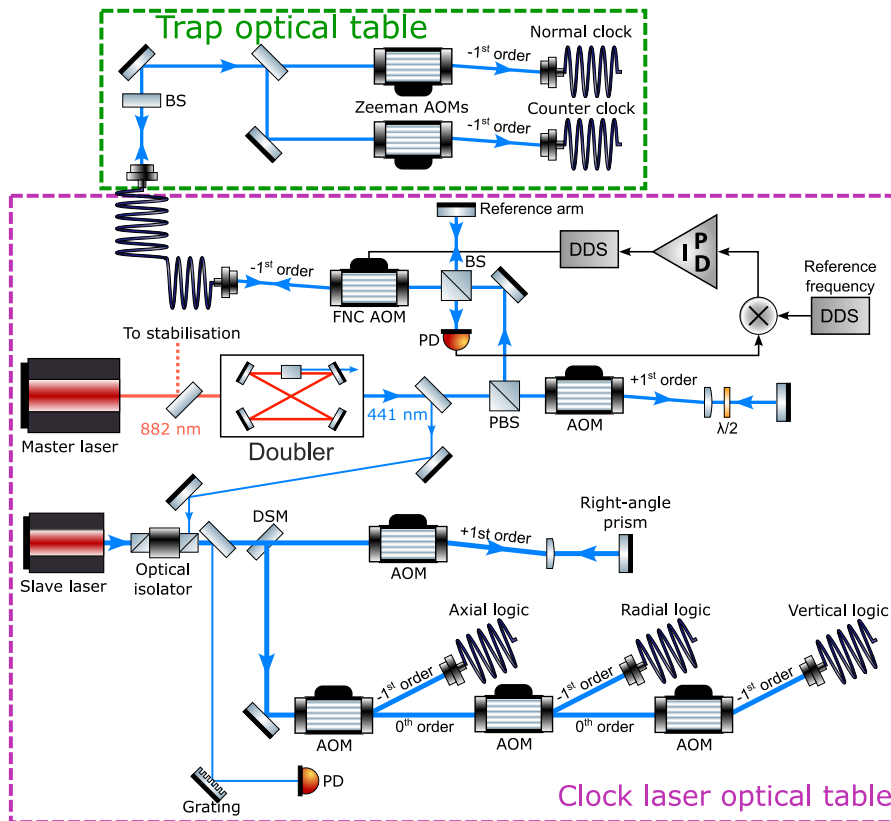 Trap optical table
Normal clock
-1st order
BS
Zeeman AOMs
Counter clock
-1st order
Reference arm
BS
DDS
P
I
D
Reference
frequency
DDS
-1st order
FNC AOM
PD
To stabilisation
+1st order
882 nm
441 nm
Master laser
Doubler
PBS
AOM
λ/2
DSM
Right-angle
prism
+1st order
Slave laser
Optical
isolator
AOM
Axial logic
Radial logic
Vertical logic
-1st order
-1st order
-1st order
0th order
0th order
AOM
AOM
AOM
PD
Grating
Clock laser optical table